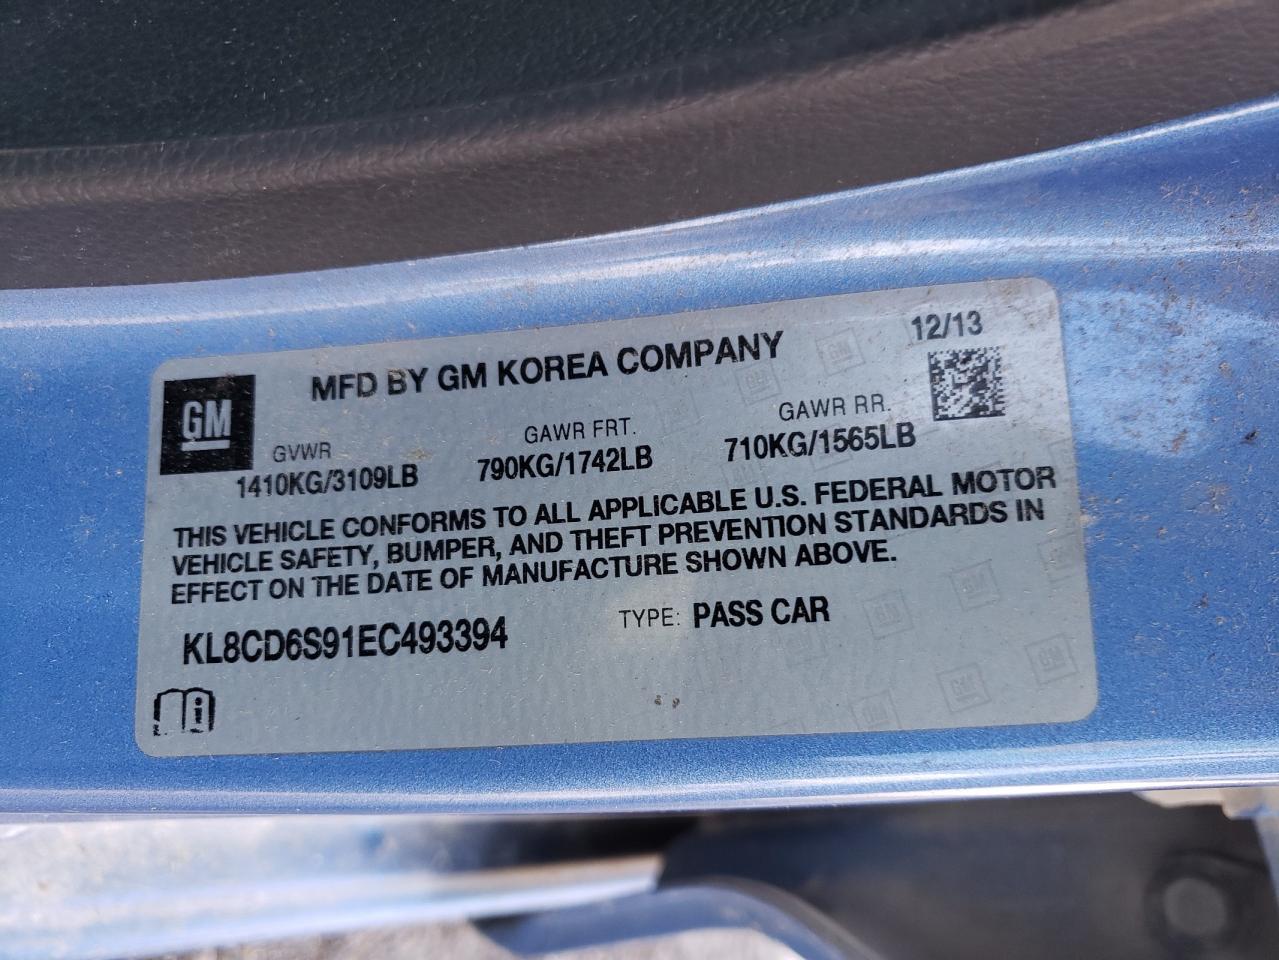 12/13
MFD BY GM KOREA COMPANY
GM
GVWR GAWR FRT. GAWR RR.
1410KG/3109LB 790KG/1742LB 710KG/1565LB
THIS VEHICLE CONFORMS TO ALL APPLICABLE U.S. FEDERAL MOTOR
VEHICLE SAFETY, BUMPER, AND THEFT PREVENTION STANDARDS IN
EFFECT ON THE DATE OF MANUFACTURE SHOWN ABOVE.
KL8CD6S91EC493394 TYPE: PASS CAR
i